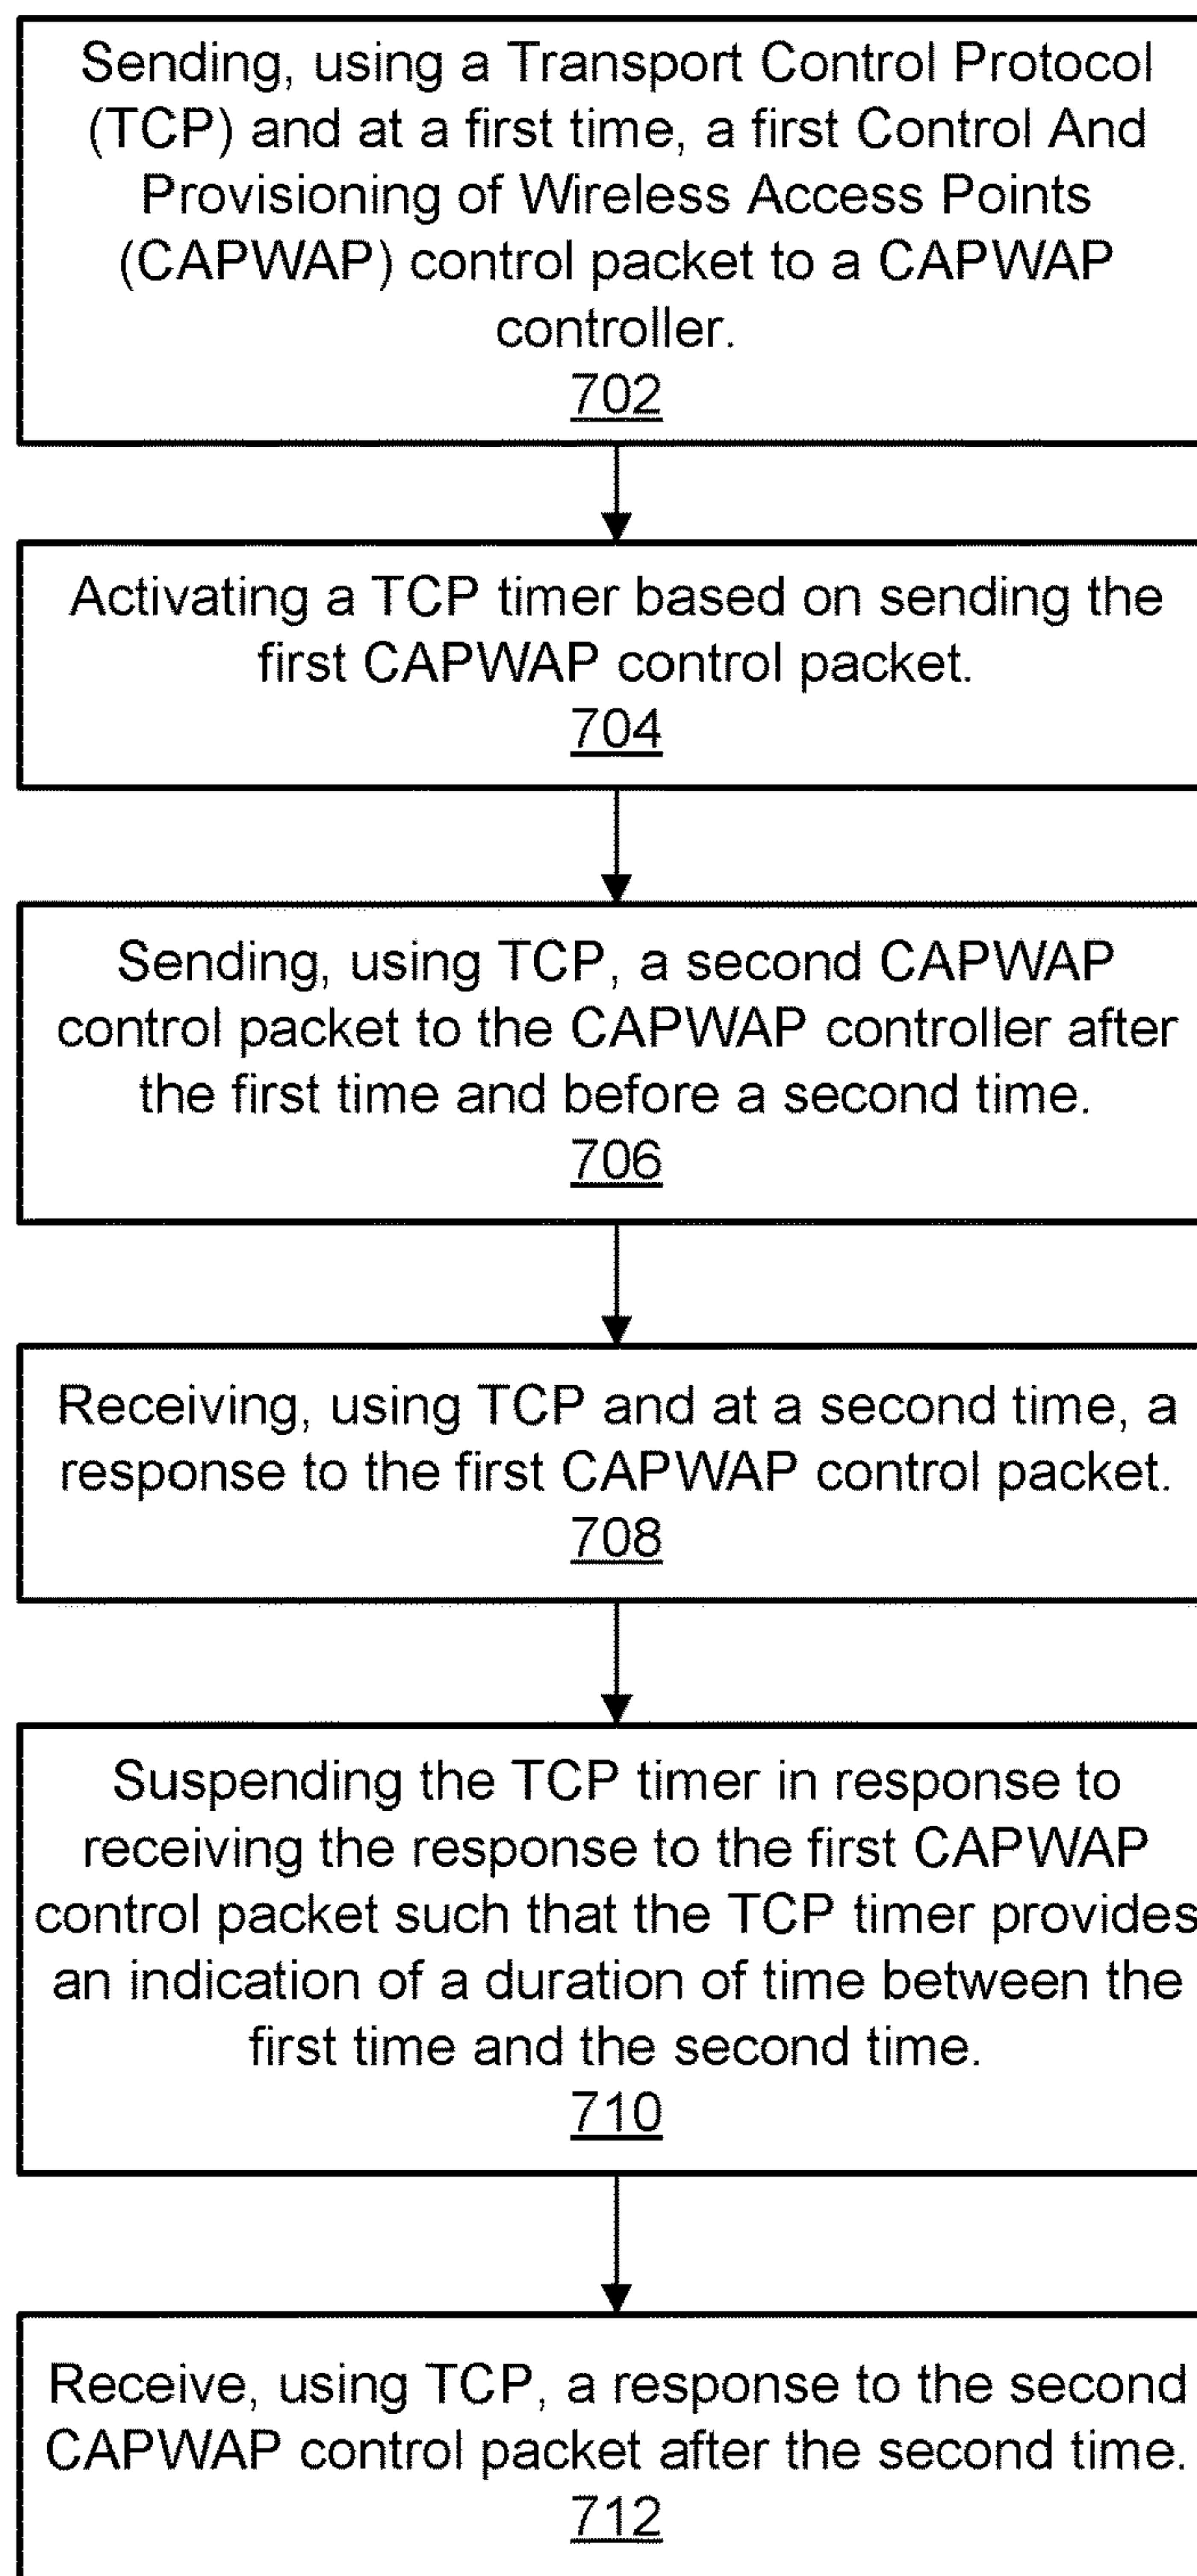 Sending, using a Transport Control Protocol
(TCP) and at a first time, a first Control And
Provisioning of Wireless Access Points
(CAPWAP) control packet to a CAPWAP
controller.
702
Activating a TCP timer based on sending the
first CAPWAP control packet.
704
Sending, using TCP, a second CAPWAP
control packet to the CAPWAP controller after
the first time and before a second time.
706
Receiving, using TCP and at a second time, a
response to the first CAPWAP control packet.
708
Suspending the TCP timer in response to
receiving the response to the first CAPWAP
control packet such that the TCP timer provides
an indication of a duration of time between the
first time and the second time.
710
Receive, using TCP, a response to the second
CAPWAP control packet after the second time.
712